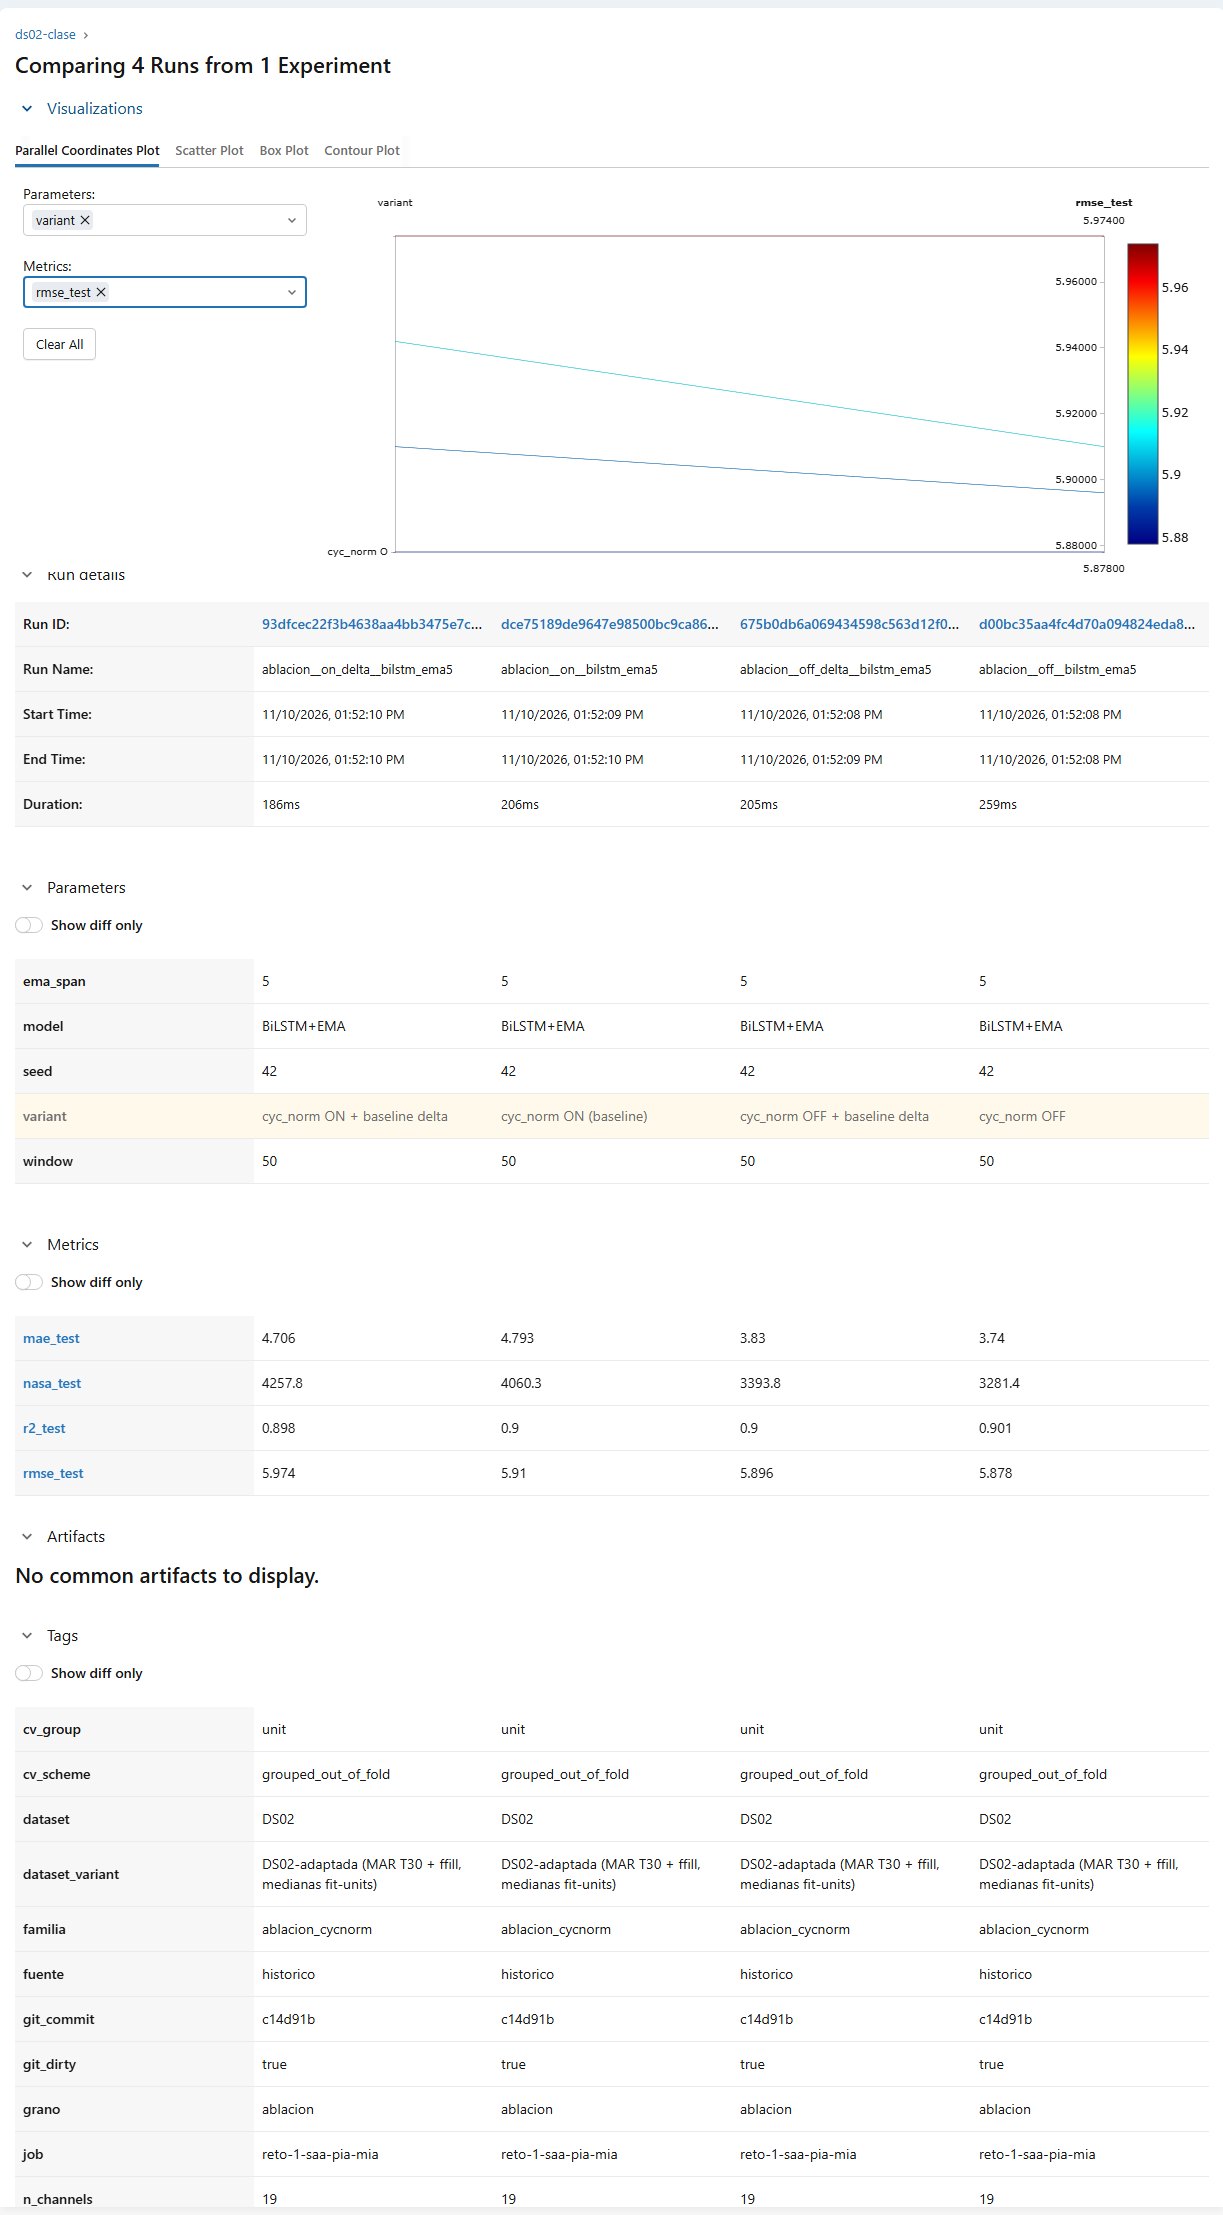 ds02-clase ›
Comparing 4 Runs from 1 Experiment
Visualizations
Parallel Coordinates Plot Scatter Plot Box Plot Contour Plot
Parameters:
variant ×
Metrics:
rmse_test ×
Clear All
variant
cyc_norm O
rmse_test
5.97400
5.96000
5.94000
5.92000
5.90000
5.88000
5.87800
5.96
5.94
5.92
5.9
5.88
Run details
Run ID: 93dfcec22f3b4638aa4bb3475e7c... dce75189de9647e98500bc9ca86... 675b0db6a069434598c563d12f0... d00bc35aa4fc4d70a094824eda8...
Run Name: ablacion__on_delta__bilstm_ema5 ablacion__on__bilstm_ema5 ablacion__off_delta__bilstm_ema5 ablacion__off__bilstm_ema5
Start Time: 11/10/2026, 01:52:10 PM 11/10/2026, 01:52:09 PM 11/10/2026, 01:52:08 PM 11/10/2026, 01:52:08 PM
End Time: 11/10/2026, 01:52:10 PM 11/10/2026, 01:52:10 PM 11/10/2026, 01:52:09 PM 11/10/2026, 01:52:08 PM
Duration: 186ms 206ms 205ms 259ms
Parameters
Show diff only
ema_span 5 5 5 5
model BiLSTM+EMA BiLSTM+EMA BiLSTM+EMA BiLSTM+EMA
seed 42 42 42 42
variant cyc_norm ON + baseline delta cyc_norm ON (baseline) cyc_norm OFF + baseline delta cyc_norm OFF
window 50 50 50 50
Metrics
Show diff only
mae_test 4.706 4.793 3.83 3.74
nasa_test 4257.8 4060.3 3393.8 3281.4
r2_test 0.898 0.9 0.9 0.901
rmse_test 5.974 5.91 5.896 5.878
Artifacts
No common artifacts to display.
Tags
Show diff only
cv_group unit unit unit unit
cv_scheme grouped_out_of_fold grouped_out_of_fold grouped_out_of_fold grouped_out_of_fold
dataset DS02 DS02 DS02 DS02
dataset_variant DS02-adaptada (MAR T30 + ffill, DS02-adaptada (MAR T30 + ffill, DS02-adaptada (MAR T30 + ffill, DS02-adaptada (MAR T30 + ffill,
medianas fit-units) medianas fit-units) medianas fit-units) medianas fit-units)
familia ablacion_cycnorm ablacion_cycnorm ablacion_cycnorm ablacion_cycnorm
fuente historico historico historico historico
git_commit c14d91b c14d91b c14d91b c14d91b
git_dirty true true true true
grano ablacion ablacion ablacion ablacion
job reto-1-saa-pia-mia reto-1-saa-pia-mia reto-1-saa-pia-mia reto-1-saa-pia-mia
n_channels 19 19 19 19